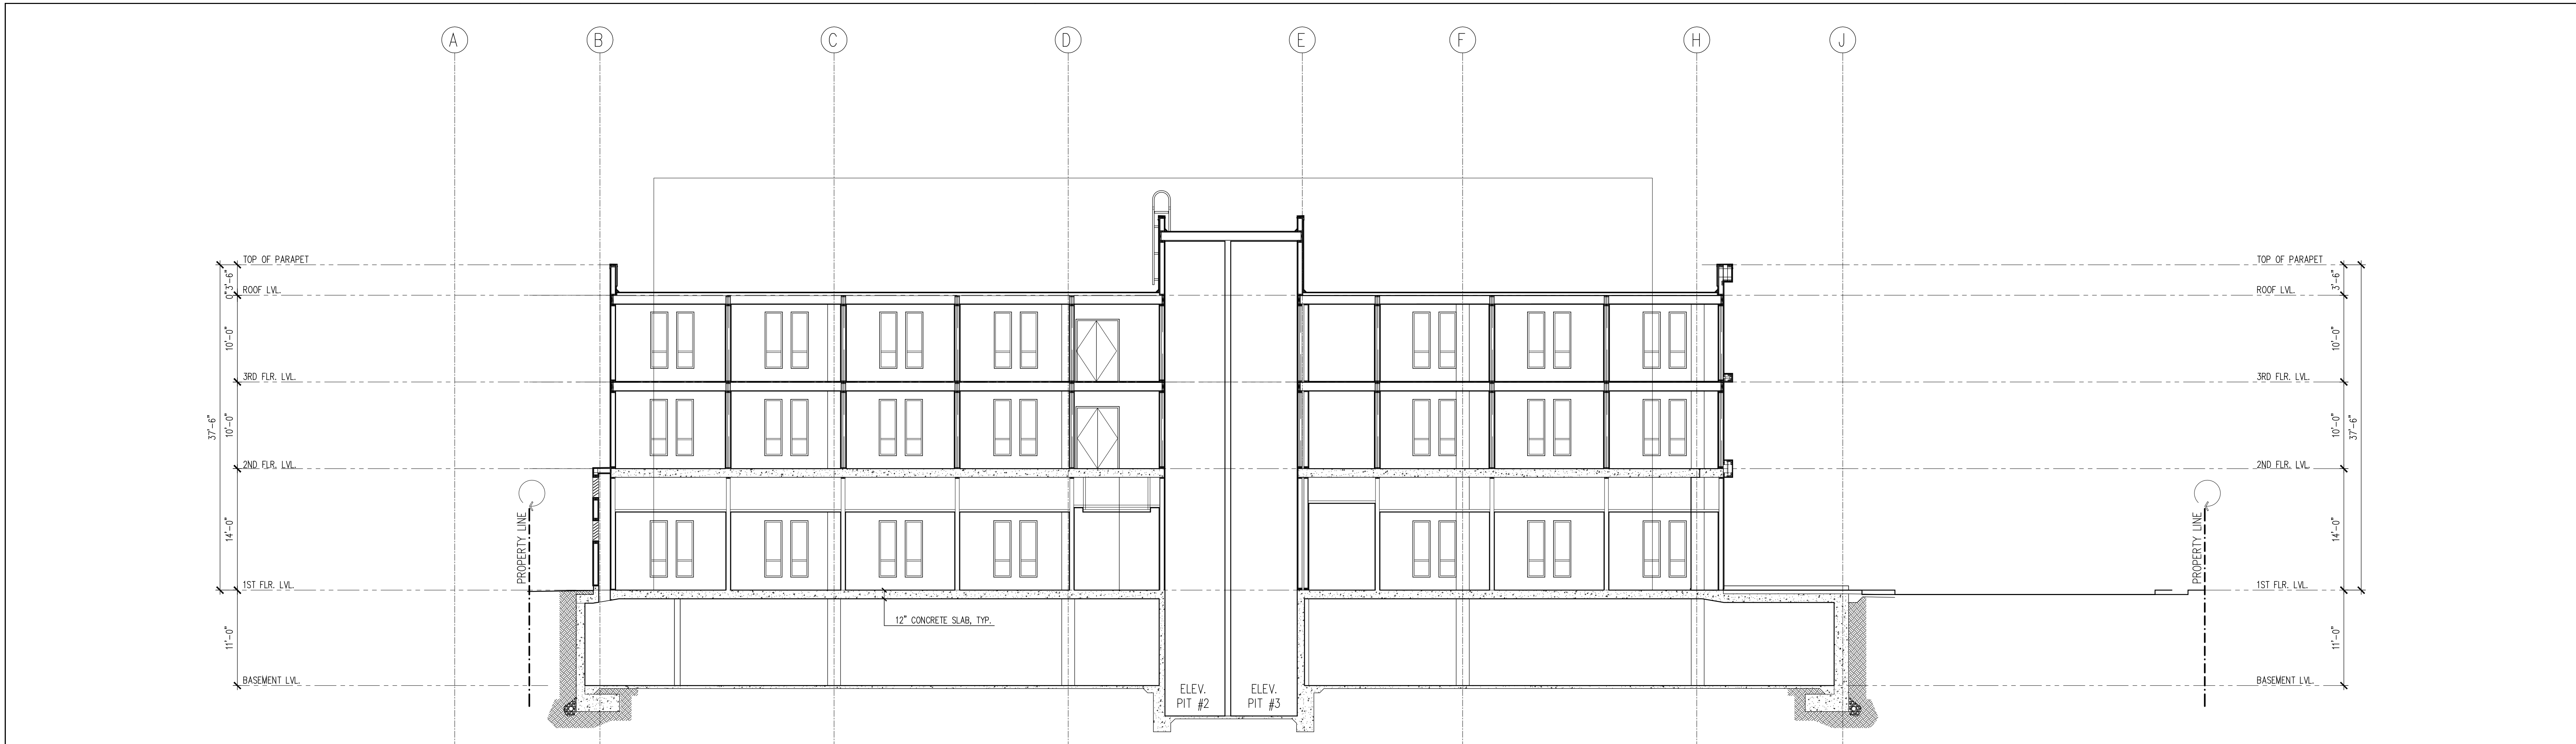 A
B
C
D
E
F
H
J
TOP OF PARAPET
TOP OF PARAPET
3'-6"
0"
3'-6"
ROOF LVL.
ROOF LVL.
10'-0"
10'-0"
3RD FLR. LVL.
3RD FLR. LVL.
37'-6"
10'-0"
10'-0"
37'-6"
2ND FLR. LVL.
2ND FLR. LVL.
14'-0"
PROPERTY LINE
PROPERTY LINE
14'-0"
1ST FLR. LVL.
1ST FLR. LVL.
12" CONCRETE SLAB, TYP.
11'-0"
11'-0"
BASEMENT LVL.
ELEV.
PIT #2
ELEV.
PIT #3
BASEMENT LVL.